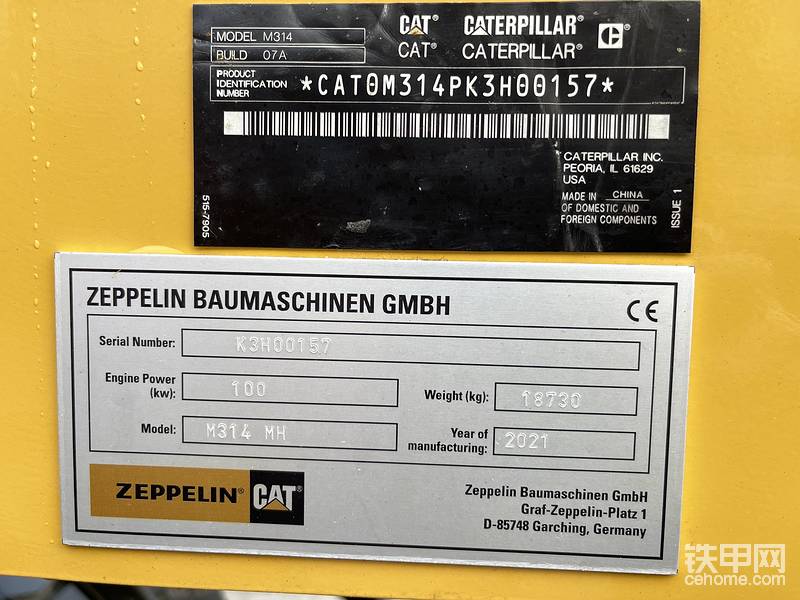 MODEL M314
BUILD 07A
CAT® CATERPILLAR®
CAT® CATERPILLAR®
PRODUCT
IDENTIFICATION
NUMBER
*CAT0M314PK3H00157*
CATERPILLAR INC.
PEORIA, IL 61629
USA
MADE IN CHINA
OF DOMESTIC AND
FOREIGN COMPONENTS
515-7905
ISSUE 1
ZEPPELIN BAUMASCHINEN GMBH
CE
Serial Number: K3H00157
Engine Power
(kw): 100
Weight (kg): 18730
Model: M314 MH
Year of
manufacturing: 2021
ZEPPELIN® CAT®
Zeppelin Baumaschinen GmbH
Graf-Zeppelin-Platz 1
D-85748 Garching, Germany
铁甲网
cehome.com